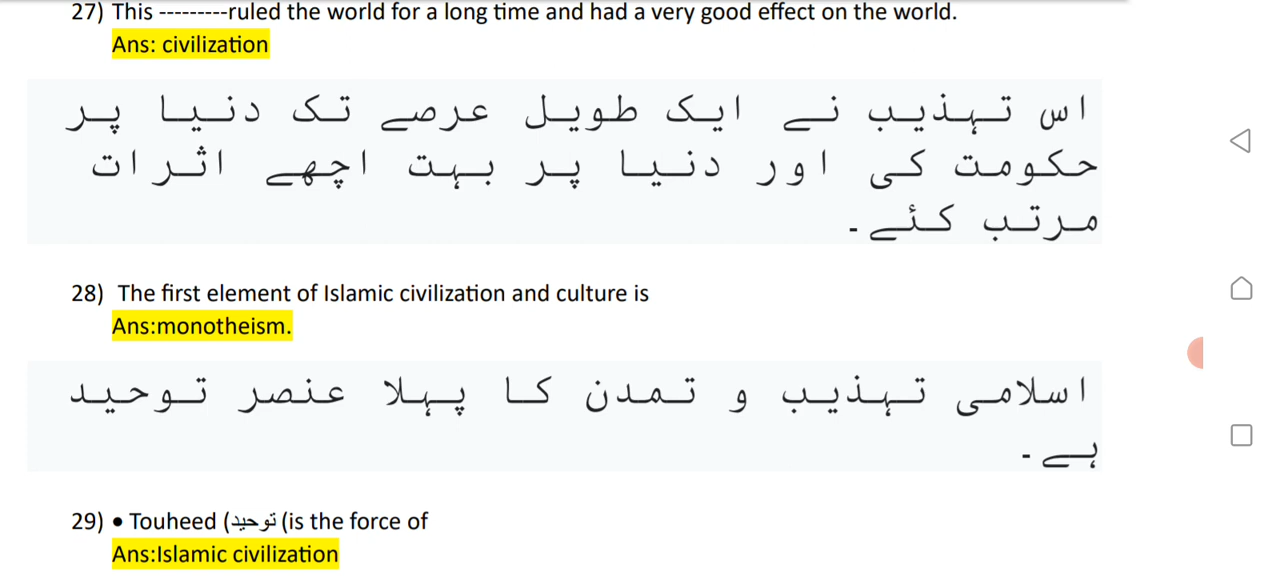 27) This ---------ruled the world for a long time and had a very good effect on the world.
Ans: civilization
اس تہذیب نے ایک طویل عرصے تک دنیا پر
حکومت کی اور دنیا پر بہت اچھے اثرات
مرتب کئے۔
28) The first element of Islamic civilization and culture is
Ans:monotheism.
اسلامی تہذیب و تمدن کا پہلا عنصر توحید
ہے۔
29) • Touheed (توحید (is the force of
Ans:Islamic civilization